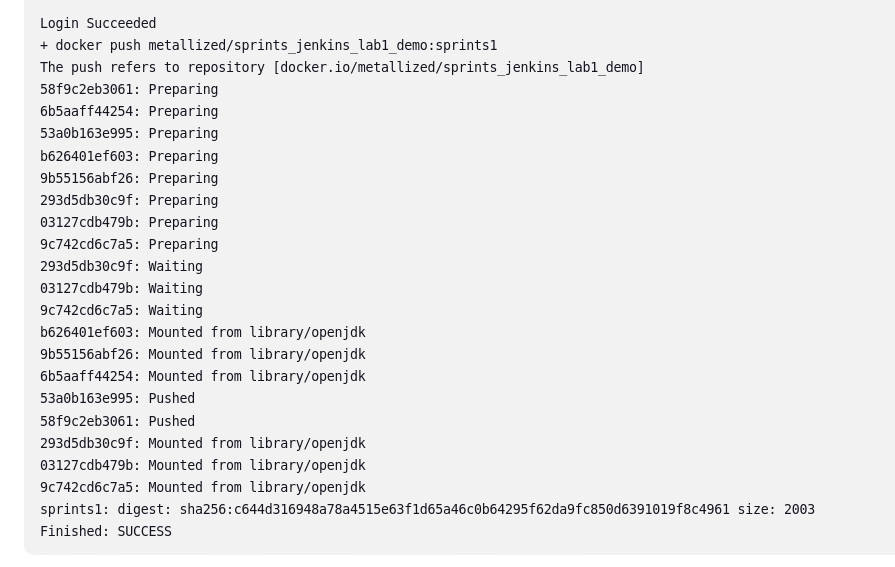 Login Succeeded
+ docker push metallized/sprints_jenkins_lab1_demo:sprints1
The push refers to repository [docker.io/metallized/sprints_jenkins_lab1_demo]
58f9c2eb3061: Preparing
6b5aaff44254: Preparing
53a0b163e995: Preparing
b626401ef603: Preparing
9b55156abf26: Preparing
293d5db30c9f: Preparing
03127cdb479b: Preparing
9c742cd6c7a5: Preparing
293d5db30c9f: Waiting
03127cdb479b: Waiting
9c742cd6c7a5: Waiting
b626401ef603: Mounted from library/openjdk
9b55156abf26: Mounted from library/openjdk
6b5aaff44254: Mounted from library/openjdk
53a0b163e995: Pushed
58f9c2eb3061: Pushed
293d5db30c9f: Mounted from library/openjdk
03127cdb479b: Mounted from library/openjdk
9c742cd6c7a5: Mounted from library/openjdk
sprints1: digest: sha256:c644d316948a78a4515e63f1d65a46c0b64295f62da9fc850d6391019f8c4961 size: 2003
Finished: SUCCESS